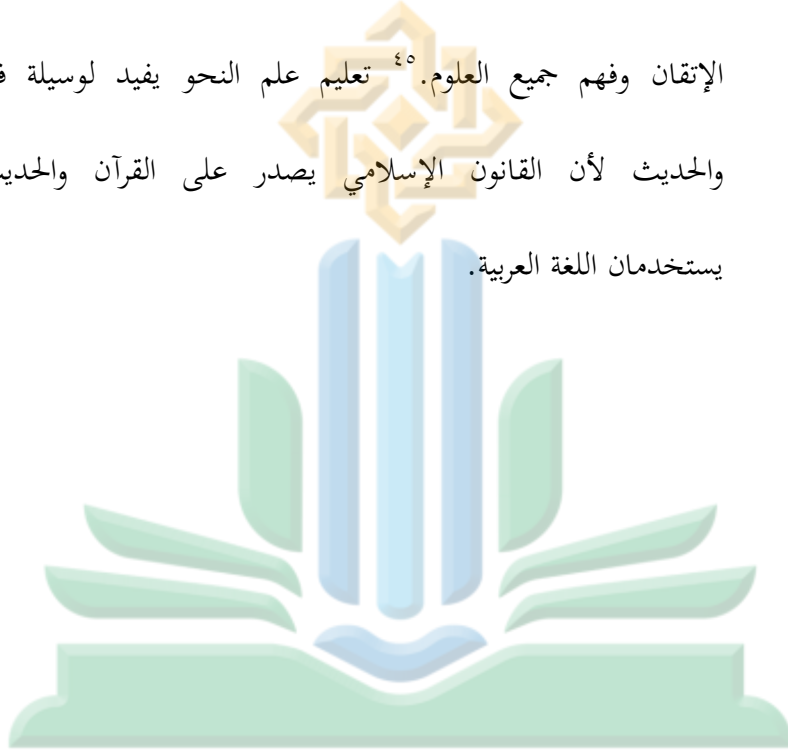 الإتقان وفهم جميع العلوم.٤٥ تعليم علم النحو يفيد لوسيلة
والحديث لأن القانون الإسلامي يصدر على القرآن
يستخدمان اللغة العربية.